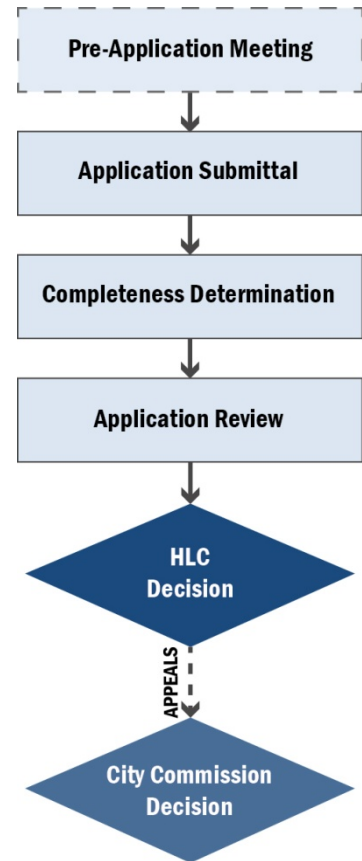 Pre-Application Meeting
Application Submittal
Completeness Determination
Application Review
HLC
Decision
APPEALS
City Commission
Decision